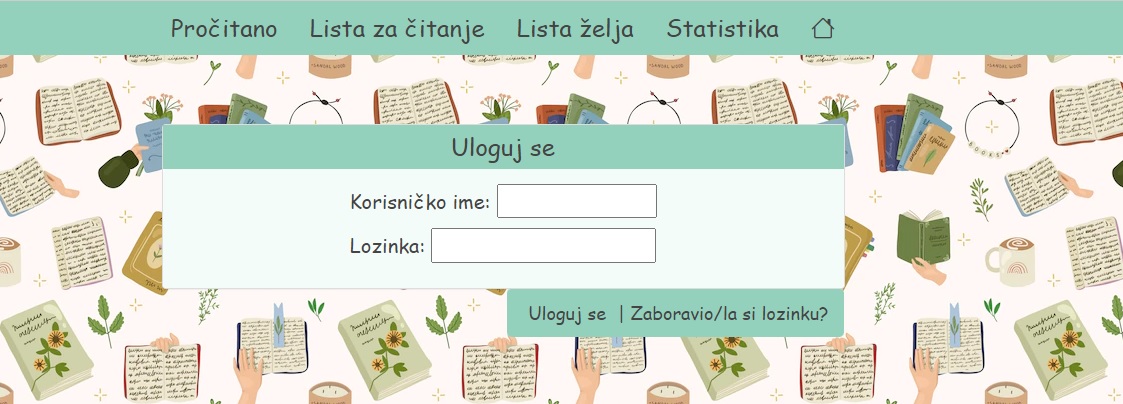 Pročitano Lista za čitanje Lista želja Statistika
Uloguj se
Korisničko ime:
Lozinka:
Uloguj se | Zaboravio/la si lozinku?